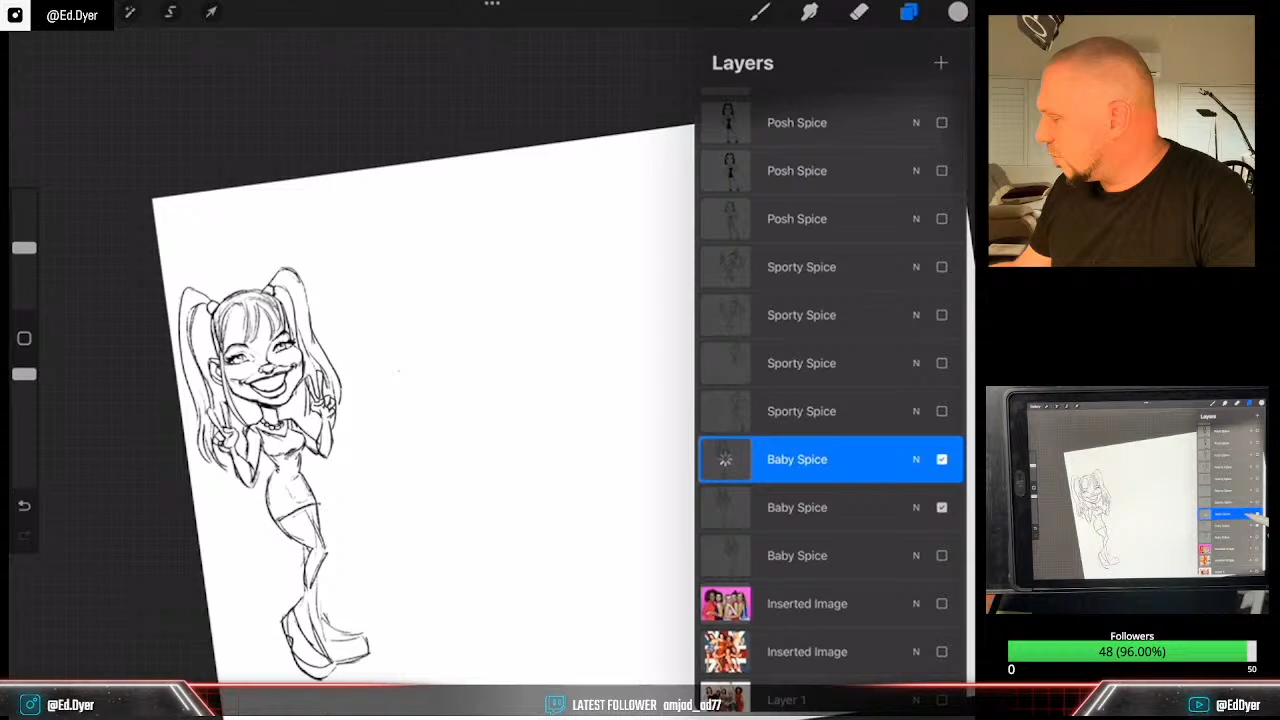 @Ed.Dyer
Layers
Posh Spice N
Posh Spice N
Posh Spice N
Sporty Spice N
Sporty Spice N
Sporty Spice N
Sporty Spice N
Baby Spice N
Baby Spice N
Baby Spice N
Inserted Image N
Inserted Image N
Layer 1
Layers
Followers
48 (96.00%)
0
50
@Ed.Dyer
LATEST FOLLOWER amjad_ad77
@EdDyer